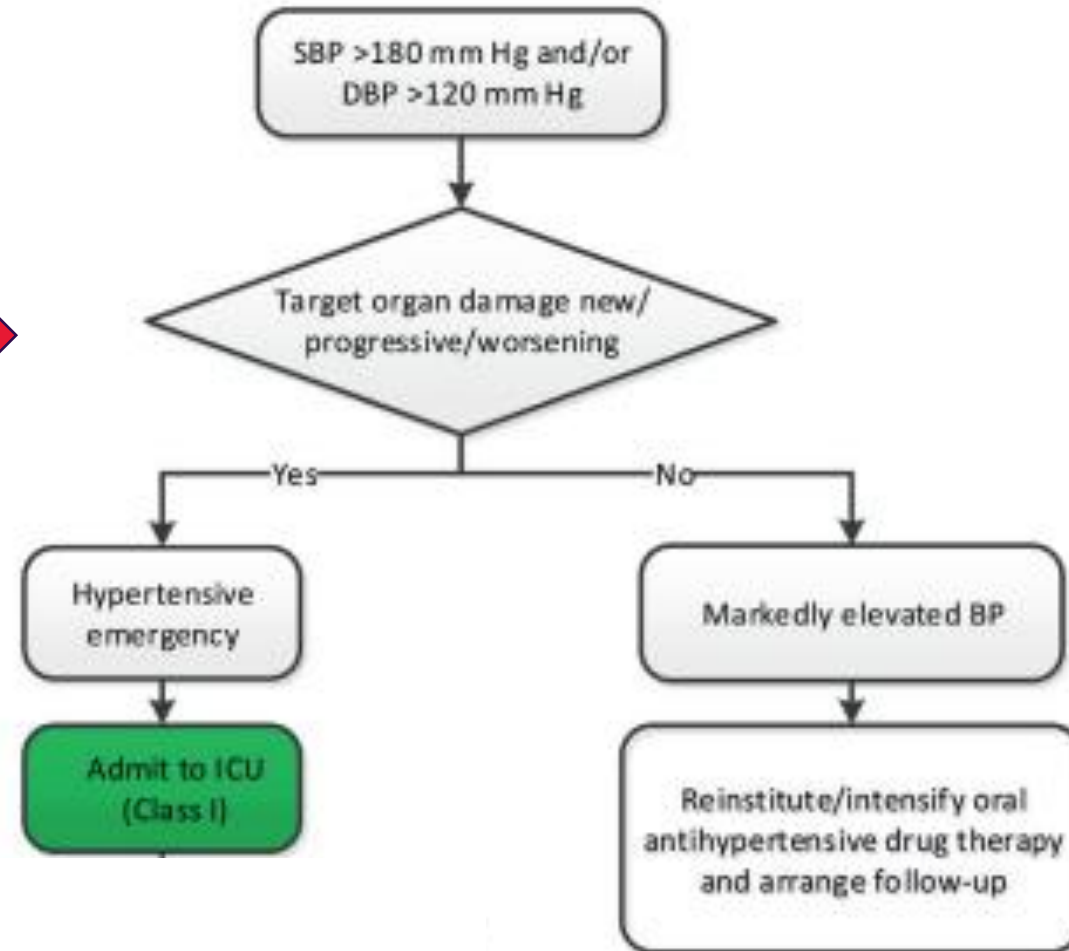 SBP >180 mm Hg and/or
DBP >120 mm Hg
Target organ damage new/
progressive/worsening
Yes
No
Hypertensive
emergency
Markedly elevated BP
Admit to ICU
(Class I)
Reinstitute/intensify oral
antihypertensive drug therapy
and arrange follow-up